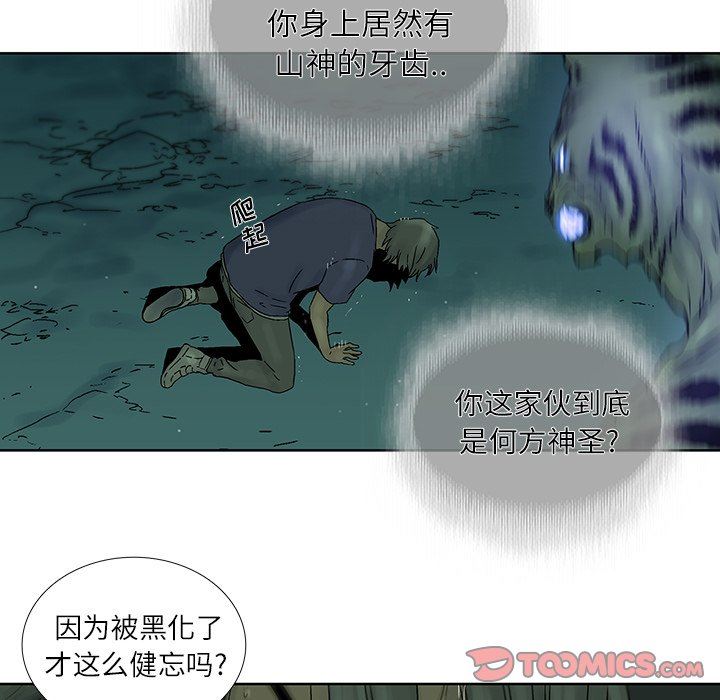 你身上居然有
山神的牙齿..
爬
起
你这家伙到底
是何方神圣?
因为被黑化了
才这么健忘吗?
TOOMICS.COM